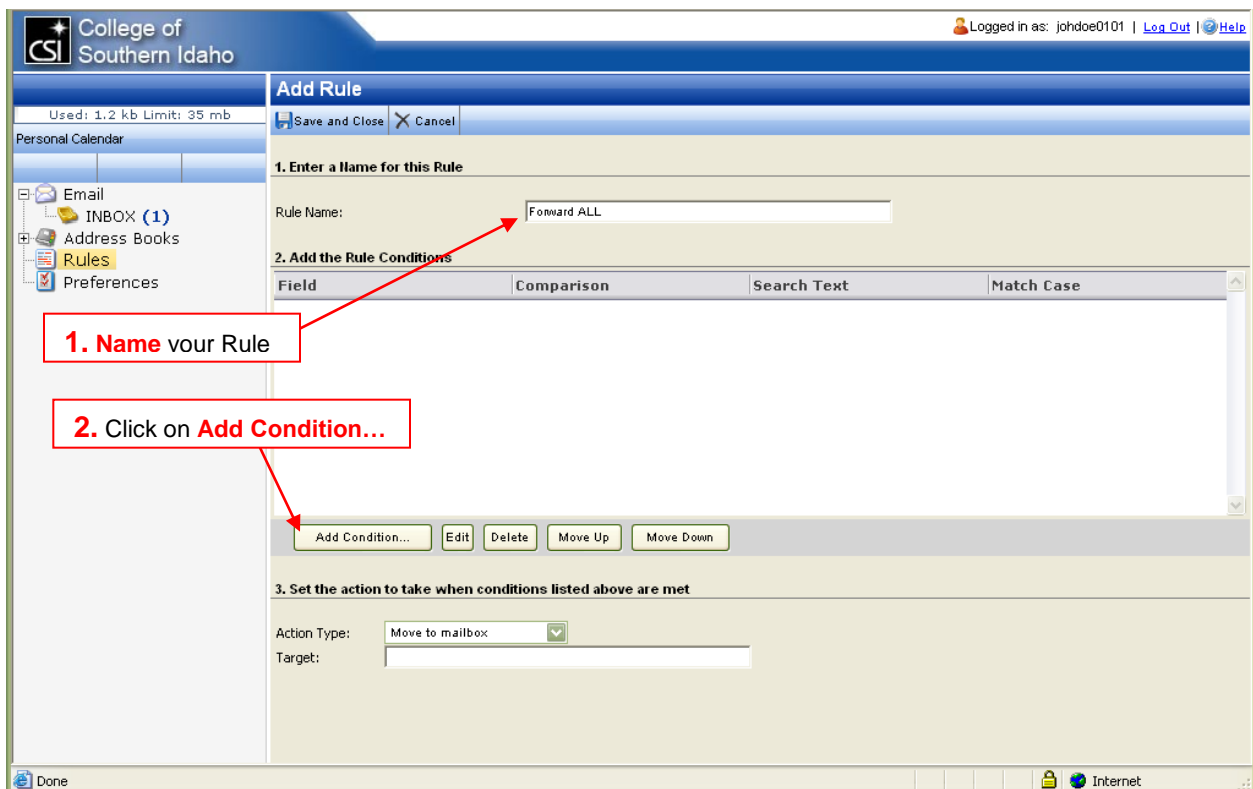 College of
CSI Southern Idaho
Logged in as: johdoe0101 | Log Out | Help
Add Rule
Used: 1.2 kb Limit: 35 mb
Save and Close Cancel
Personal Calendar
1. Enter a Name for this Rule
Email
INBOX (1)
Address Books
Rules
Preferences
Rule Name: Forward ALL
2. Add the Rule Conditions
Field Comparison Search Text Match Case
1. Name your Rule
2. Click on Add Condition…
Add Condition... Edit Delete Move Up Move Down
3. Set the action to take when conditions listed above are met
Action Type: Move to mailbox
Target:
Done Internet